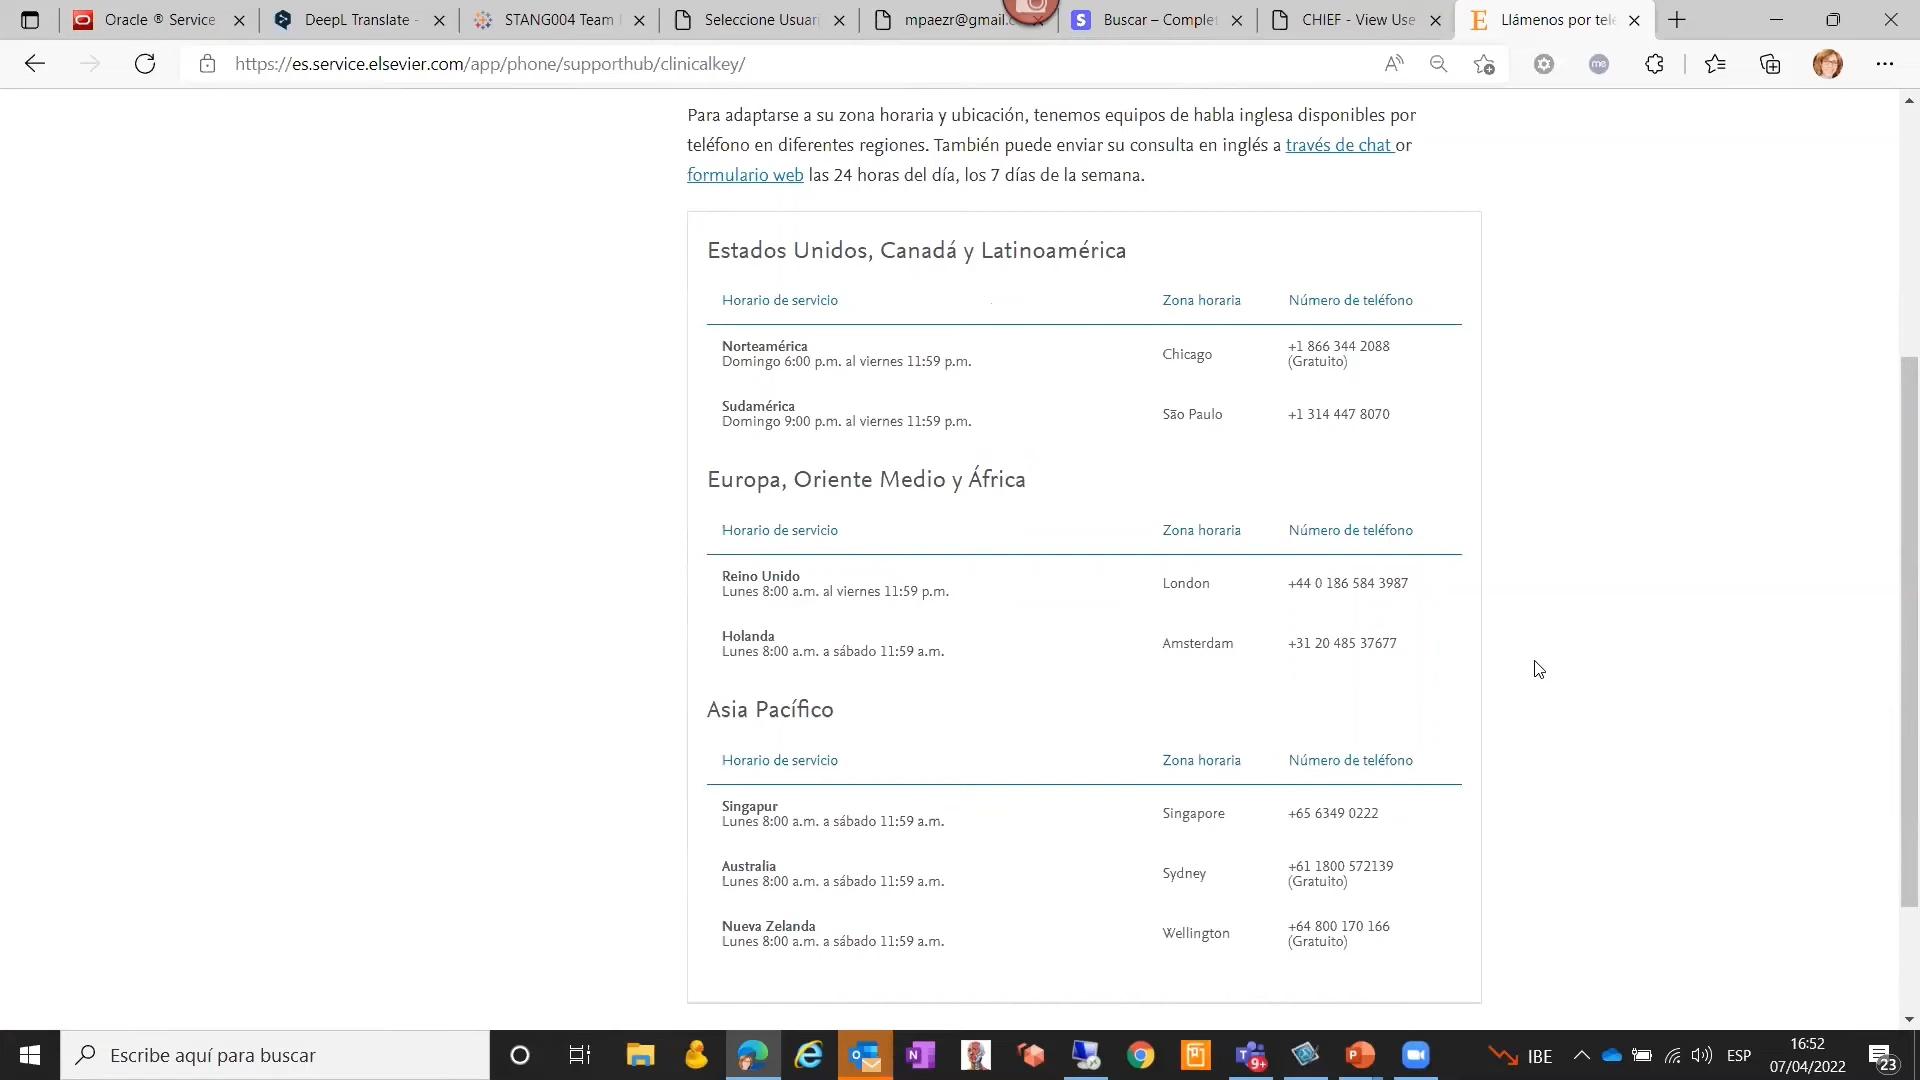 Oracle ® Service
DeepL Translate -
STANG004 Team
Seleccione Usuar
mpaezr@gmail.c
S
Buscar – Complet
CHIEF - View Use
E
Llámenos por tele
https://es.service.elsevier.com/app/phone/supporthub/clinicalkey/
me
Para adaptarse a su zona horaria y ubicación, tenemos equipos de habla inglesa disponibles por
teléfono en diferentes regiones. También puede enviar su consulta en inglés a través de chat or
formulario web las 24 horas del día, los 7 días de la semana.
Estados Unidos, Canadá y Latinoamérica
Horario de servicio Zona horaria Número de teléfono
Norteamérica
Domingo 6:00 p.m. al viernes 11:59 p.m.
Chicago
+1 866 344 2088
(Gratuito)
Sudamérica
Domingo 9:00 p.m. al viernes 11:59 p.m.
São Paulo
+1 314 447 8070
Europa, Oriente Medio y África
Horario de servicio Zona horaria Número de teléfono
Reino Unido
Lunes 8:00 a.m. al viernes 11:59 p.m.
London
+44 0 186 584 3987
Holanda
Lunes 8:00 a.m. a sábado 11:59 a.m.
Amsterdam
+31 20 485 37677
Asia Pacífico
Horario de servicio Zona horaria Número de teléfono
Singapur
Lunes 8:00 a.m. a sábado 11:59 a.m.
Singapore
+65 6349 0222
Australia
Lunes 8:00 a.m. a sábado 11:59 a.m.
Sydney
+61 1800 572139
(Gratuito)
Nueva Zelanda
Lunes 8:00 a.m. a sábado 11:59 a.m.
Wellington
+64 800 170 166
(Gratuito)
Escribe aquí para buscar
9+
IBE
ESP
16:52
07/04/2022
23